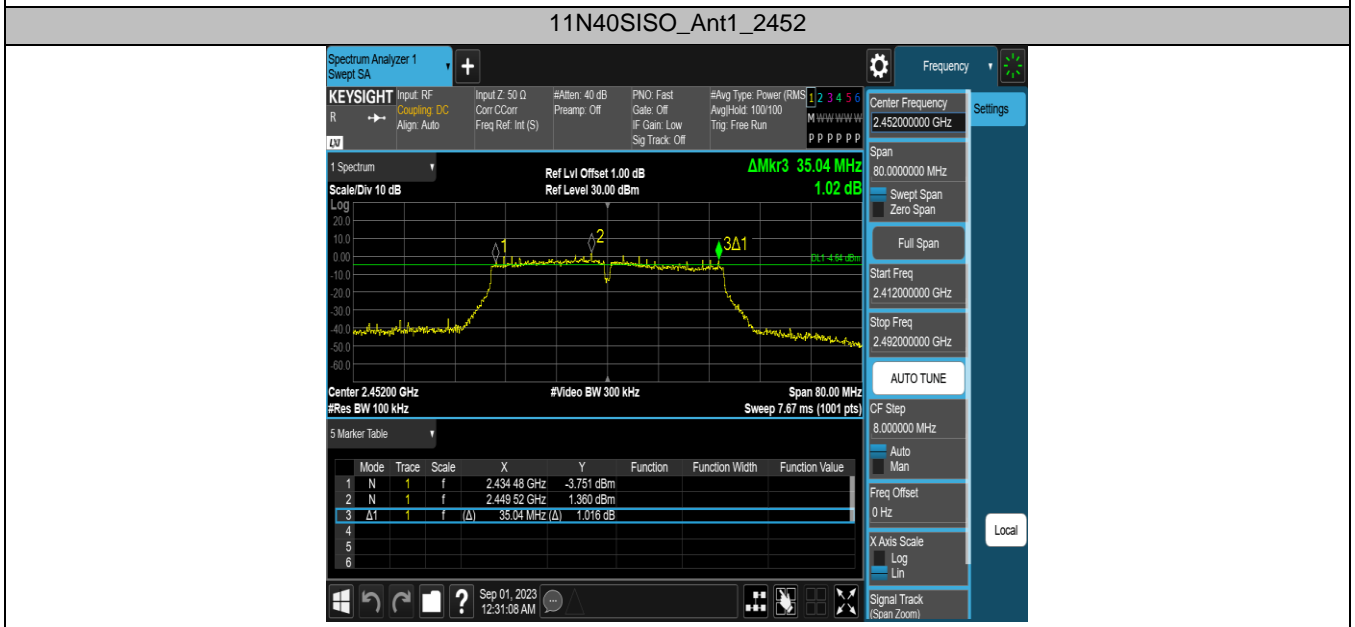 11N40SISO_Ant1_2452
Spectrum Analyzer 1
Swept SA
Frequency
KEYSIGHT
R
LXI
Input: RF
Coupling: DC
Align: Auto
Input Z: 50 Ω
Corr CCorr
Freq Ref: Int (S)
#Atten: 40 dB
Preamp: Off
PNO: Fast
Gate: Off
IF Gain: Low
Sig Track: Off
#Avg Type: Power (RMS
Avg|Hold: 100/100
Trig: Free Run
1 2 3 4 5 6
M W W W W W
P P P P P P
1 Spectrum
Scale/Div 10 dB
Ref Lvl Offset 1.00 dB
Ref Level 30.00 dBm
ΔMkr3 35.04 MHz
1.02 dB
Log
20.0
10.0
0.00
-10.0
-20.0
-30.0
-40.0
-50.0
-60.0
1
2
3Δ1
DL1 -4.64 dBm
Center 2.45200 GHz
#Res BW 100 kHz
#Video BW 300 kHz
Span 80.00 MHz
Sweep 7.67 ms (1001 pts)
5 Marker Table
Mode Trace Scale X Y Function Function Width Function Value
1 N 1 f 2.434 48 GHz -3.751 dBm
2 N 1 f 2.449 52 GHz 1.360 dBm
3 Δ1 1 f (Δ) 35.04 MHz (Δ) 1.016 dB
4
5
6
Sep 01, 2023
12:31:08 AM
Center Frequency
2.452000000 GHz
Span
80.0000000 MHz
Swept Span
Zero Span
Full Span
Start Freq
2.412000000 GHz
Stop Freq
2.492000000 GHz
AUTO TUNE
CF Step
8.000000 MHz
Auto
Man
Freq Offset
0 Hz
X Axis Scale
Log
Lin
Signal Track
(Span Zoom)
Settings
Local